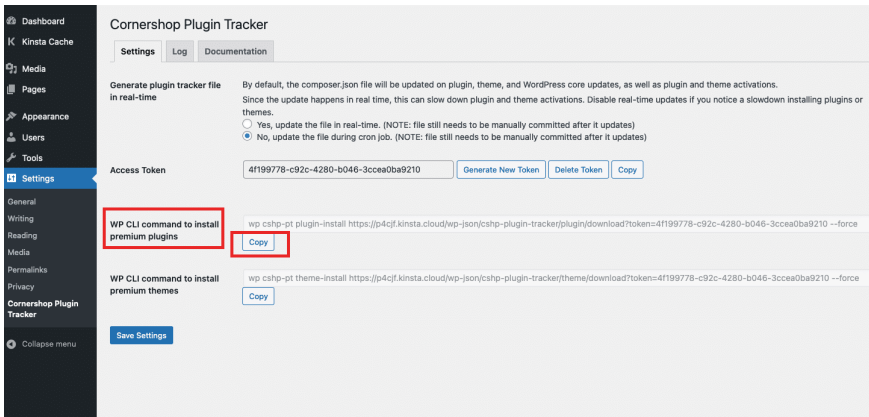 Dashboard
Kinsta Cache
Media
Pages
Appearance
Users
Tools
Settings
General
Writing
Reading
Media
Permalinks
Privacy
Cornershop Plugin
Tracker
Collapse menu
Cornershop Plugin Tracker
Settings Log Documentation
Generate plugin tracker file
in real-time
By default, the composer.json file will be updated on plugin, theme, and WordPress core updates, as well as plugin and theme activations.
Since the update happens in real time, this can slow down plugin and theme activations. Disable real-time updates if you notice a slowdown installing plugins or
themes.
Yes, update the file in real-time. (NOTE: file still needs to be manually committed after it updates)
No, update the file during cron job. (NOTE: file still needs to be manually committed after it updates)
Access Token
4f199778-c92c-4280-b046-3ccea0ba9210 Generate New Token Delete Token Copy
WP CLI command to install
premium plugins
wp cshp-pt plugin-install https://p4cjf.kinsta.cloud/wp-json/cshp-plugin-tracker/plugin/download?token=4f199778-c92c-4280-b046-3ccea0ba9210 --force
Copy
WP CLI command to install
premium themes
wp cshp-pt theme-install https://p4cjf.kinsta.cloud/wp-json/cshp-plugin-tracker/theme/download?token=4f199778-c92c-4280-b046-3ccea0ba9210 --force
Copy
Save Settings